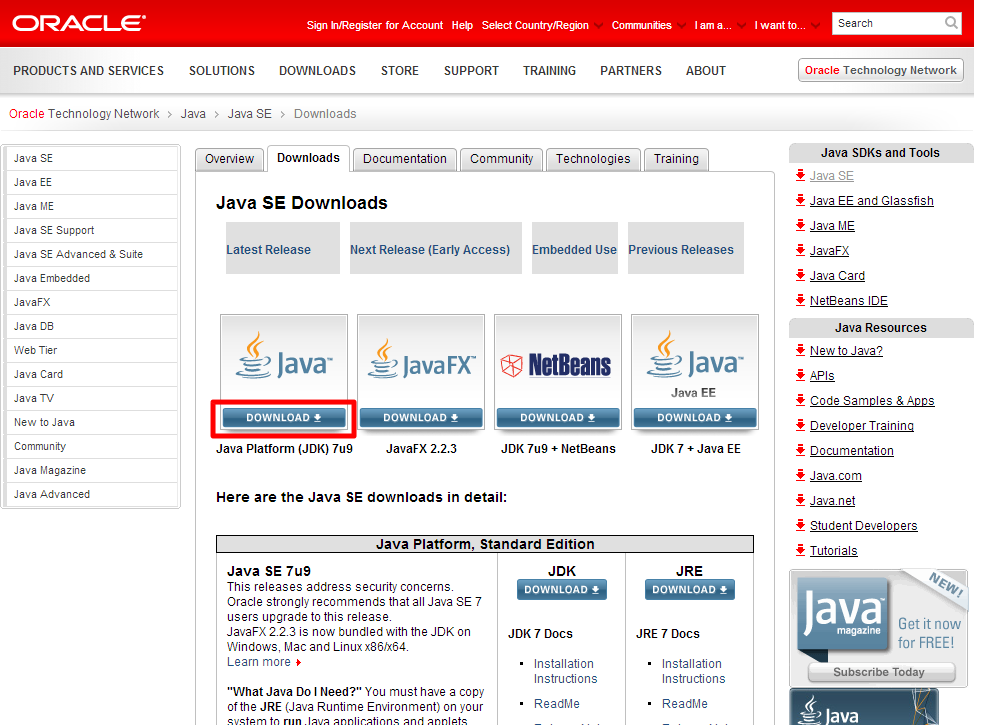 ORACLE
Sign In/Register for Account Help Select Country/Region Communities I am a... I want to... Search
PRODUCTS AND SERVICES SOLUTIONS DOWNLOADS STORE SUPPORT TRAINING PARTNERS ABOUT Oracle Technology Network
Oracle Technology Network > Java > Java SE > Downloads
Java SE
Java EE
Java ME
Java SE Support
Java SE Advanced & Suite
Java Embedded
JavaFX
Java DB
Web Tier
Java Card
Java TV
New to Java
Community
Java Magazine
Java Advanced
Overview Downloads Documentation Community Technologies Training
Java SE Downloads
Latest Release Next Release (Early Access) Embedded Use Previous Releases
Java™ JavaFX™ NetBeans Java™
Java EE
DOWNLOAD DOWNLOAD DOWNLOAD DOWNLOAD
Java Platform (JDK) 7u9 JavaFX 2.2.3 JDK 7u9 + NetBeans JDK 7 + Java EE
Here are the Java SE downloads in detail:
Java Platform, Standard Edition
Java SE 7u9
This releases address security concerns.
Oracle strongly recommends that all Java SE 7
users upgrade to this release.
JavaFX 2.2.3 is now bundled with the JDK on
Windows, Mac and Linux x86/x64.
Learn more
"What Java Do I Need?" You must have a copy
of the JRE (Java Runtime Environment) on your
system to run Java applications and applets.
JDK
DOWNLOAD
JDK 7 Docs
Installation
Instructions
ReadMe
JRE
DOWNLOAD
JRE 7 Docs
Installation
Instructions
ReadMe
Java SDKs and Tools
Java SE
Java EE and Glassfish
Java ME
JavaFX
Java Card
NetBeans IDE
Java Resources
New to Java?
APIs
Code Samples & Apps
Developer Training
Documentation
Java.com
Java.net
Student Developers
Tutorials
NEW!
Java™
magazine
Get it now
for FREE!
Subscribe Today
Java